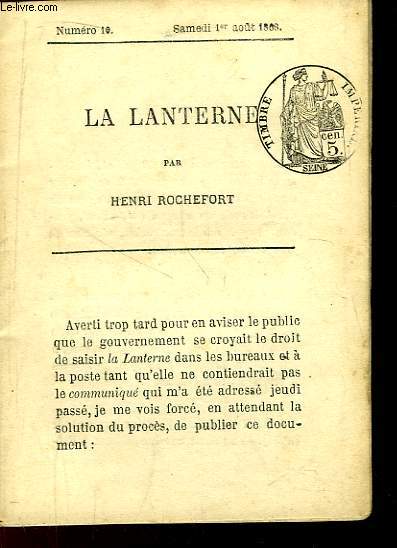 Le-livre.com
Numéro 10. Samedi 1er août 1868.
LA LANTERNE
TIMBRE IMPÉRIAL
cen.
5.
SEINE
PAR
HENRI ROCHEFORT
Averti trop tard pour en aviser le public
que le gouvernement se croyait le droit
de saisir la Lanterne dans les bureaux et à
la poste tant qu'elle ne contiendrait pas
le communiqué qui m'a été adressé jeudi
passé, je me vois forcé, en attendant la
solution du procès, de publier ce docu-
ment :